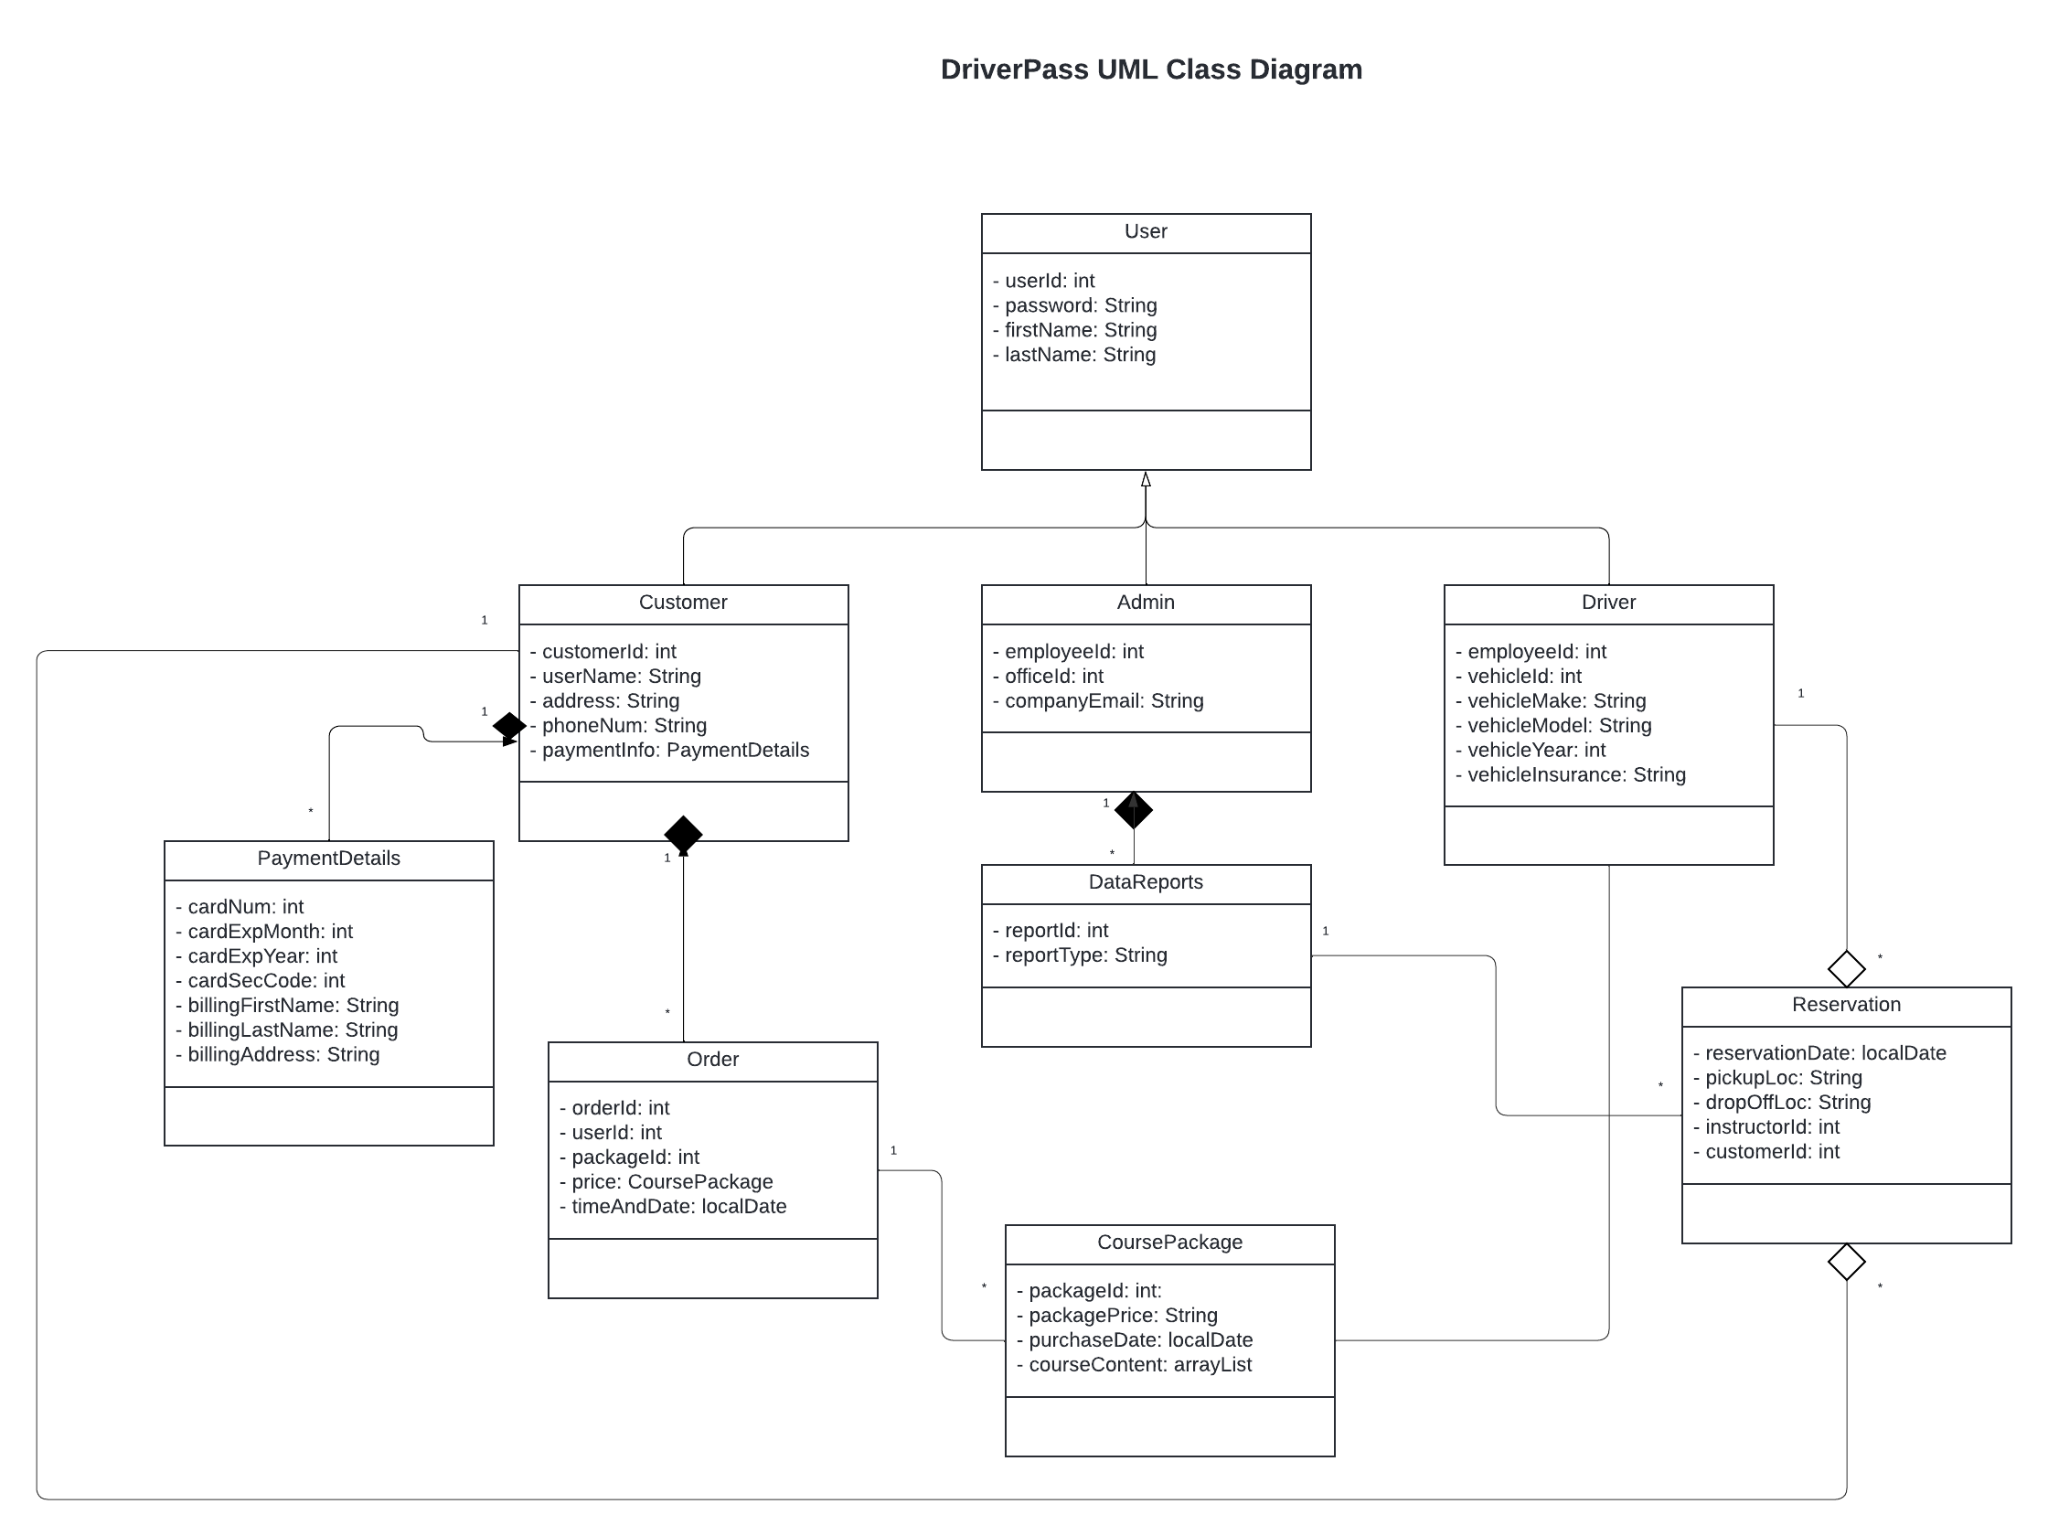 DriverPass UML Class Diagram
User
- userId: int
- password: String
- firstName: String
- lastName: String
Customer
- customerId: int
- userName: String
- address: String
- phoneNum: String
- paymentInfo: PaymentDetails
Admin
- employeeId: int
- officeId: int
- companyEmail: String
Driver
- employeeId: int
- vehicleId: int
- vehicleMake: String
- vehicleModel: String
- vehicleYear: int
- vehicleInsurance: String
1
1
*
1
*
1
*
1
*
PaymentDetails
- cardNum: int
- cardExpMonth: int
- cardExpYear: int
- cardSecCode: int
- billingFirstName: String
- billingLastName: String
- billingAddress: String
DataReports
- reportId: int
- reportType: String
1
*
Reservation
- reservationDate: localDate
- pickupLoc: String
- dropOffLoc: String
- instructorId: int
- customerId: int
*
Order
- orderId: int
- userId: int
- packageId: int
- price: CoursePackage
- timeAndDate: localDate
1
*
CoursePackage
- packageId: int:
- packagePrice: String
- purchaseDate: localDate
- courseContent: arrayList